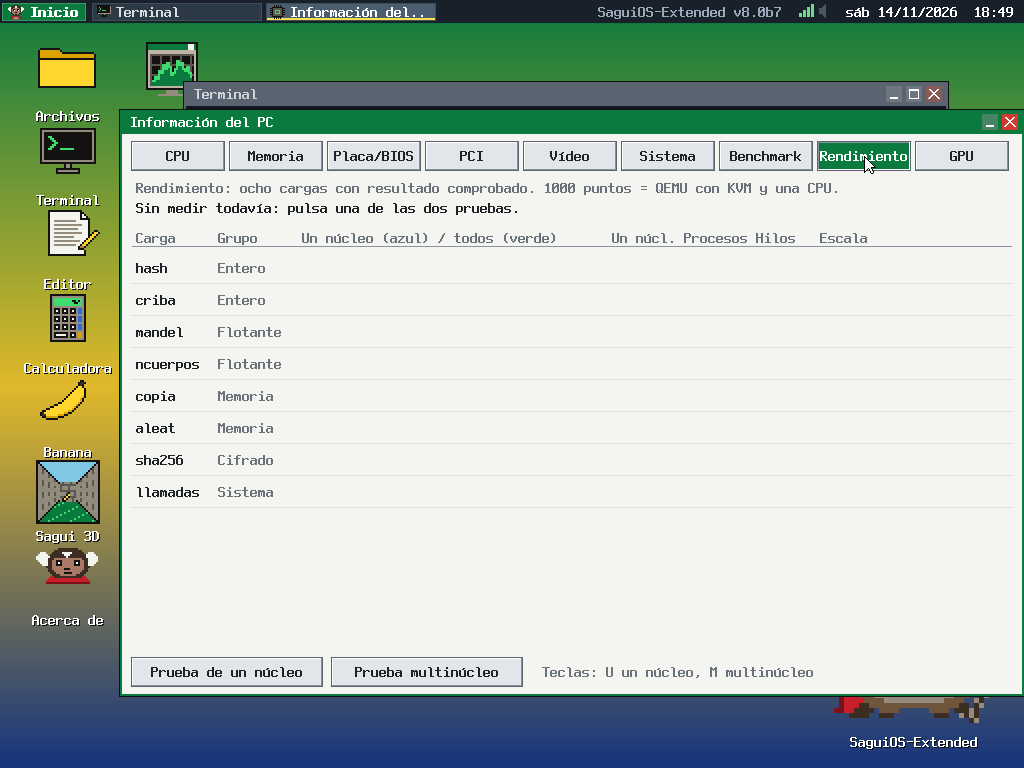 Inicio Terminal Información del.. SaguiOS-Extended v8.0b7 sáb 14/11/2026 18:49
Archivos
Terminal
Editor
Calculadora
Banana
Sagui 3D
Acerca de
Terminal
Información del PC
CPU Memoria Placa/BIOS PCI Vídeo Sistema Benchmark Rendimiento GPU
Rendimiento: ocho cargas con resultado comprobado. 1000 puntos = QEMU con KVM y una CPU.
Sin medir todavía: pulsa una de las dos pruebas.
Carga Grupo Un núcleo (azul) / todos (verde) Un núcl. Procesos Hilos Escala
hash Entero
criba Entero
mandel Flotante
ncuerpos Flotante
copia Memoria
aleat Memoria
sha256 Cifrado
llamadas Sistema
Prueba de un núcleo Prueba multinúcleo Teclas: U un núcleo, M multinúcleo
SaguiOS-Extended